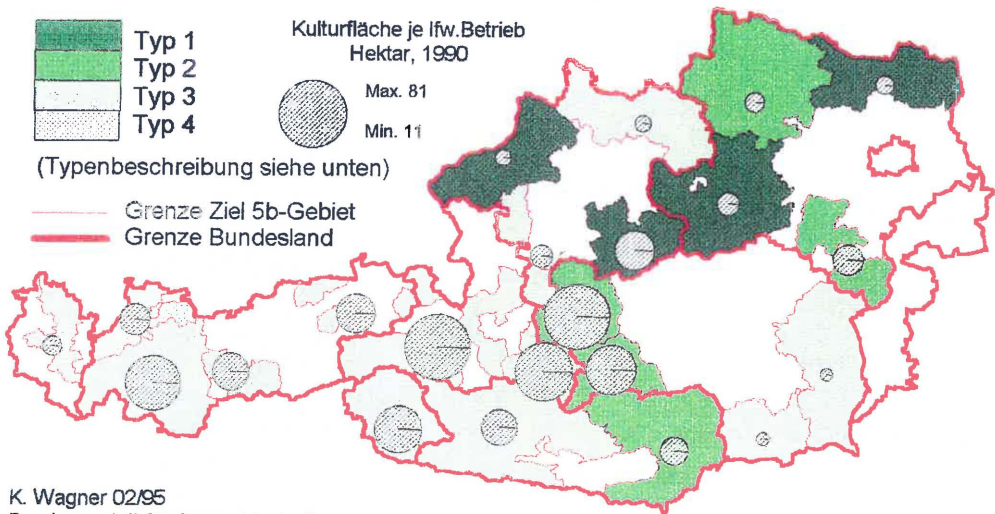 Typ 1
Typ 2
Typ 3
Typ 4
(Typenbeschreibung siehe unten)
Kulturfläche je lfw.Betrieb
Hektar, 1990
Max. 81
Min. 11
Grenze Ziel 5b-Gebiet
Grenze Bundesland
K. Wagner 02/95